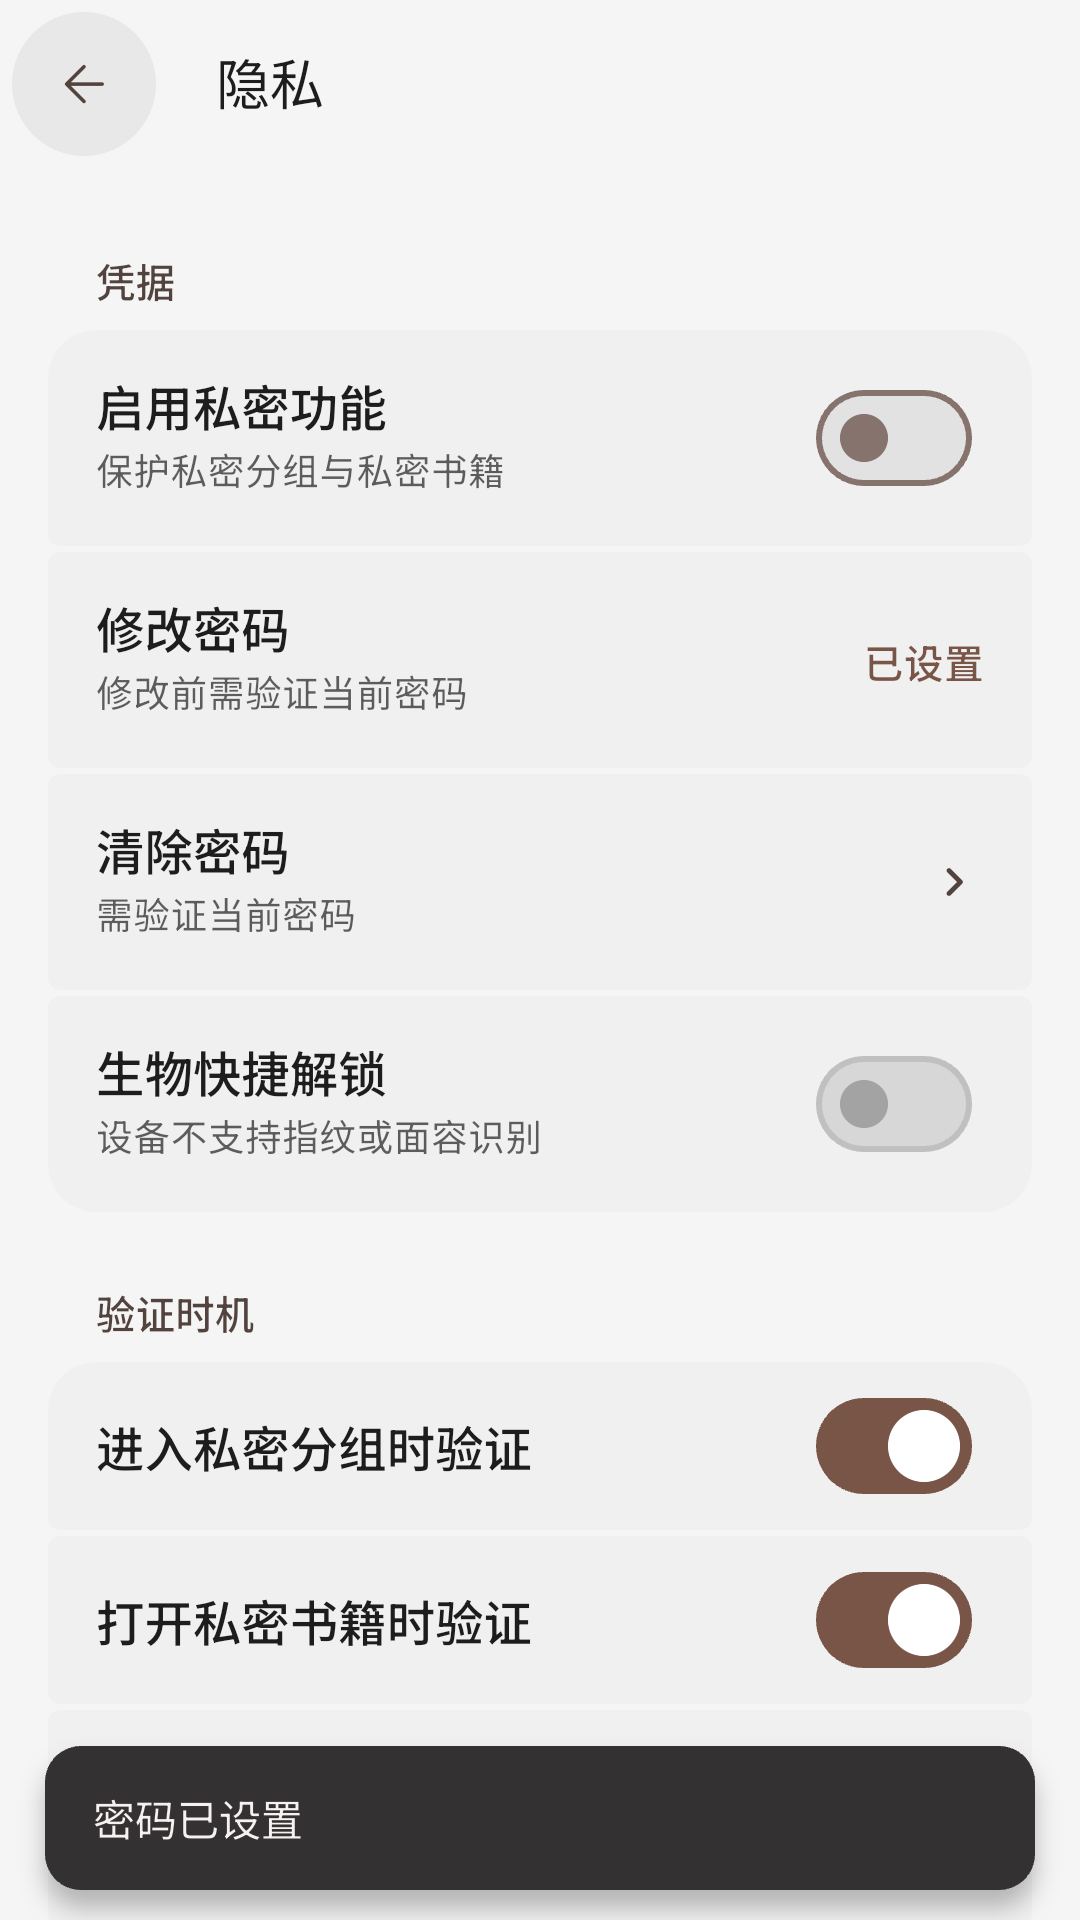 隐私
凭据
启用私密功能
保护私密分组与私密书籍
修改密码
修改前需验证当前密码
已设置
清除密码
需验证当前密码
生物快捷解锁
设备不支持指纹或面容识别
验证时机
进入私密分组时验证
打开私密书籍时验证
密码已设置